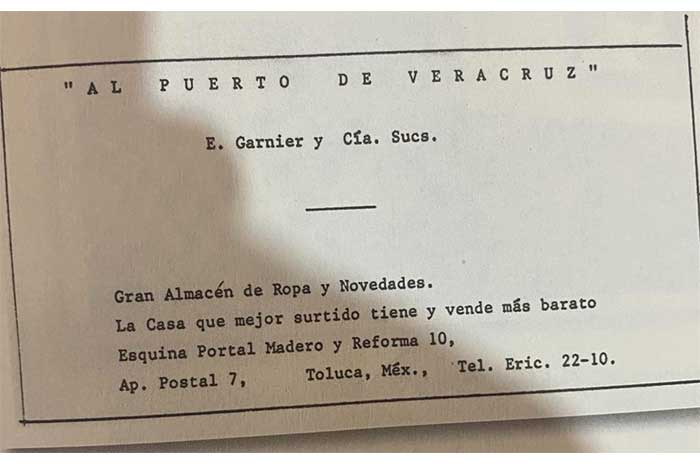 "AL PUERTO DE VERACRUZ"
E. Garnier y Cía. Sucs.
Gran Almacén de Ropa y Novedades.
La Casa que mejor surtido tiene y vende más barato
Esquina Portal Madero y Reforma 10,
Ap. Postal 7, Toluca, Méx., Tel. Eric. 22-10.